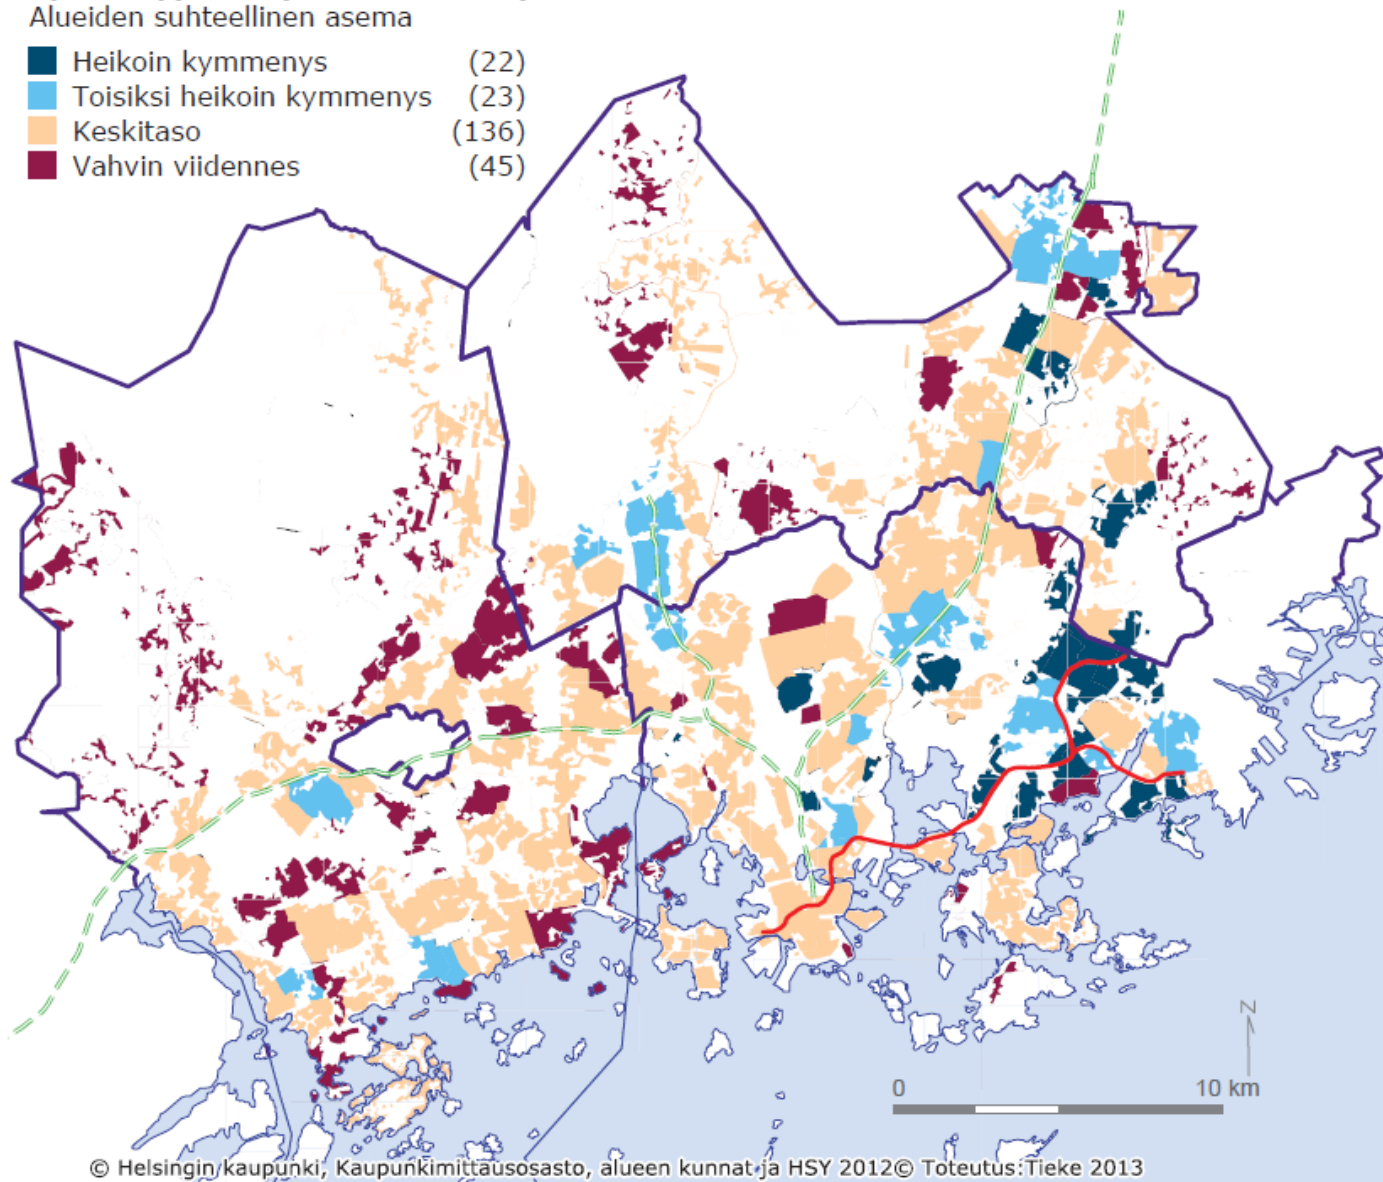 Alueiden suhteellinen asema
Heikoin kymmenys (22)
Toisiksi heikoin kymmenys (23)
Keskitaso (136)
Vahvin viidennes (45)
N
0 10 km
© Helsingin kaupunki, Kaupunkimittausosasto, alueen kunnat ja HSY 2012© Toteutus:Tieke 2013